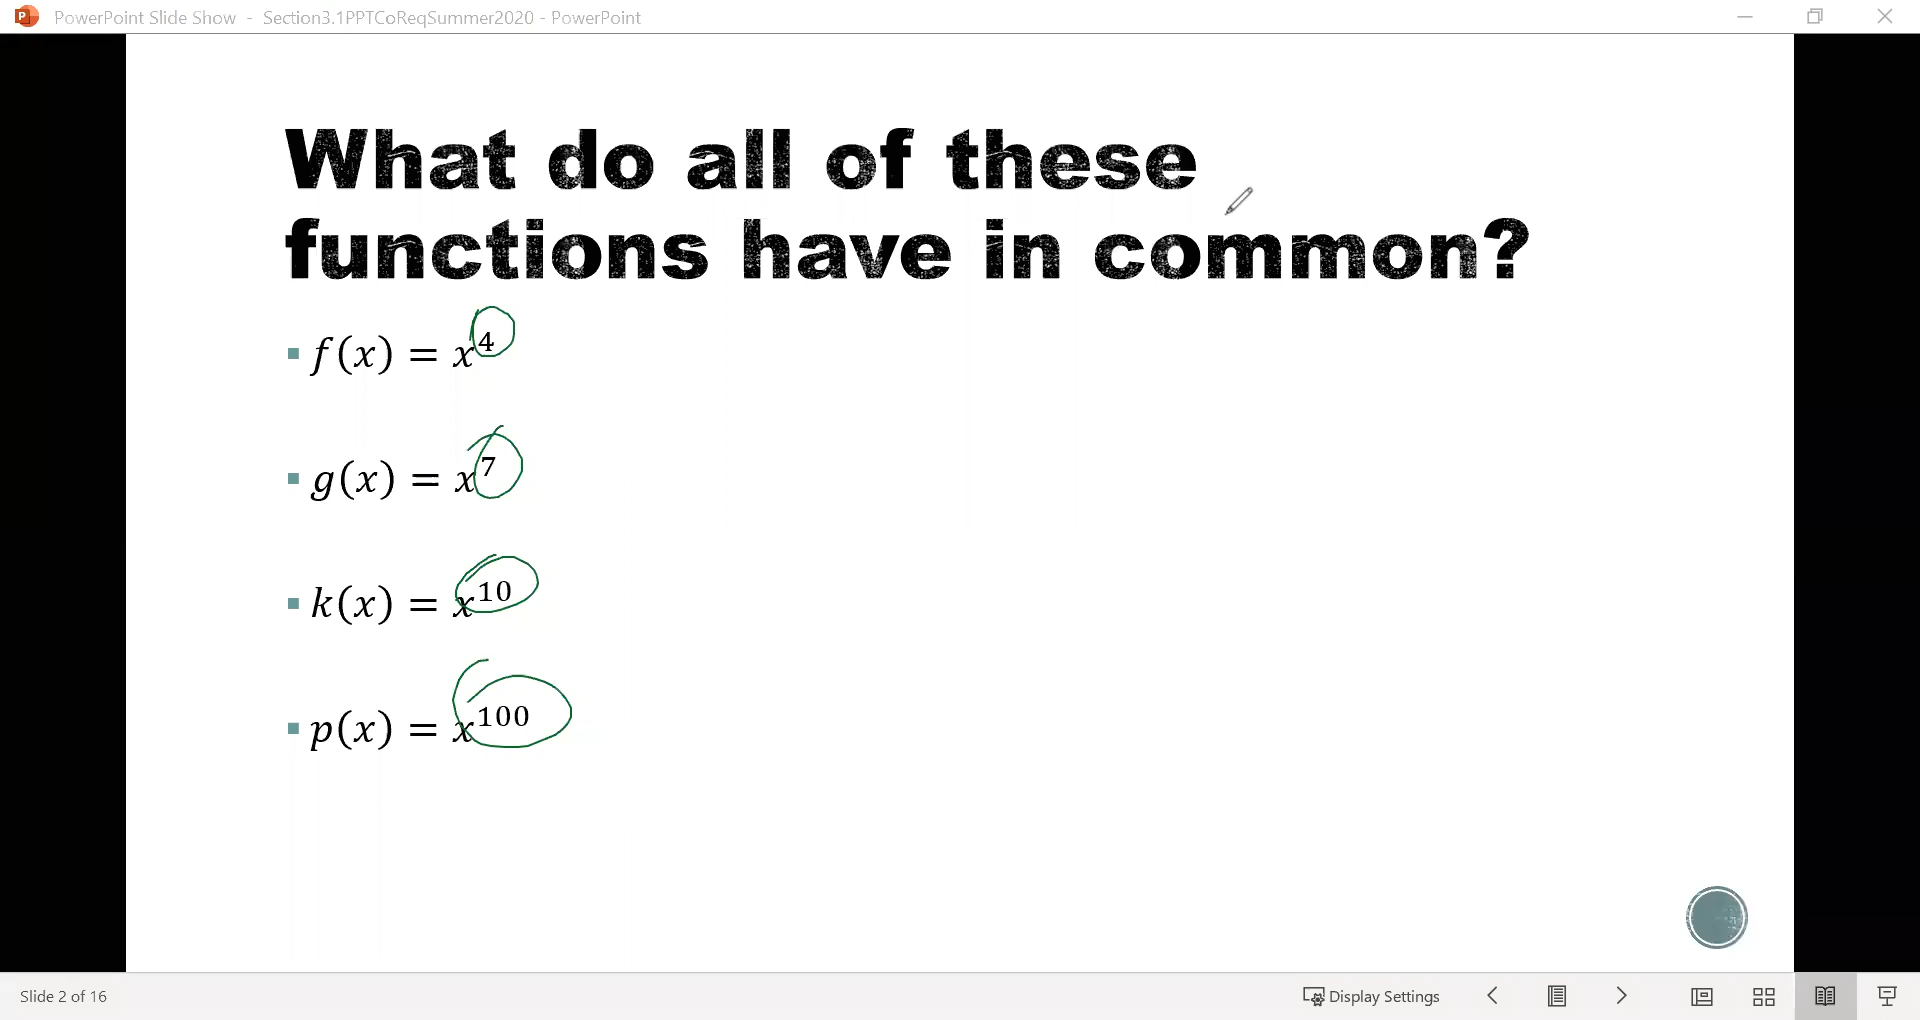 PowerPoint Slide Show - Section3.1PPTCoReqSummer2020 - PowerPoint
What do all of these
functions have in common?
▪ f(x) = x⁴
▪ g(x) = x⁷
▪ k(x) = x¹⁰
▪ p(x) = x¹⁰⁰
Slide 2 of 16
Display Settings